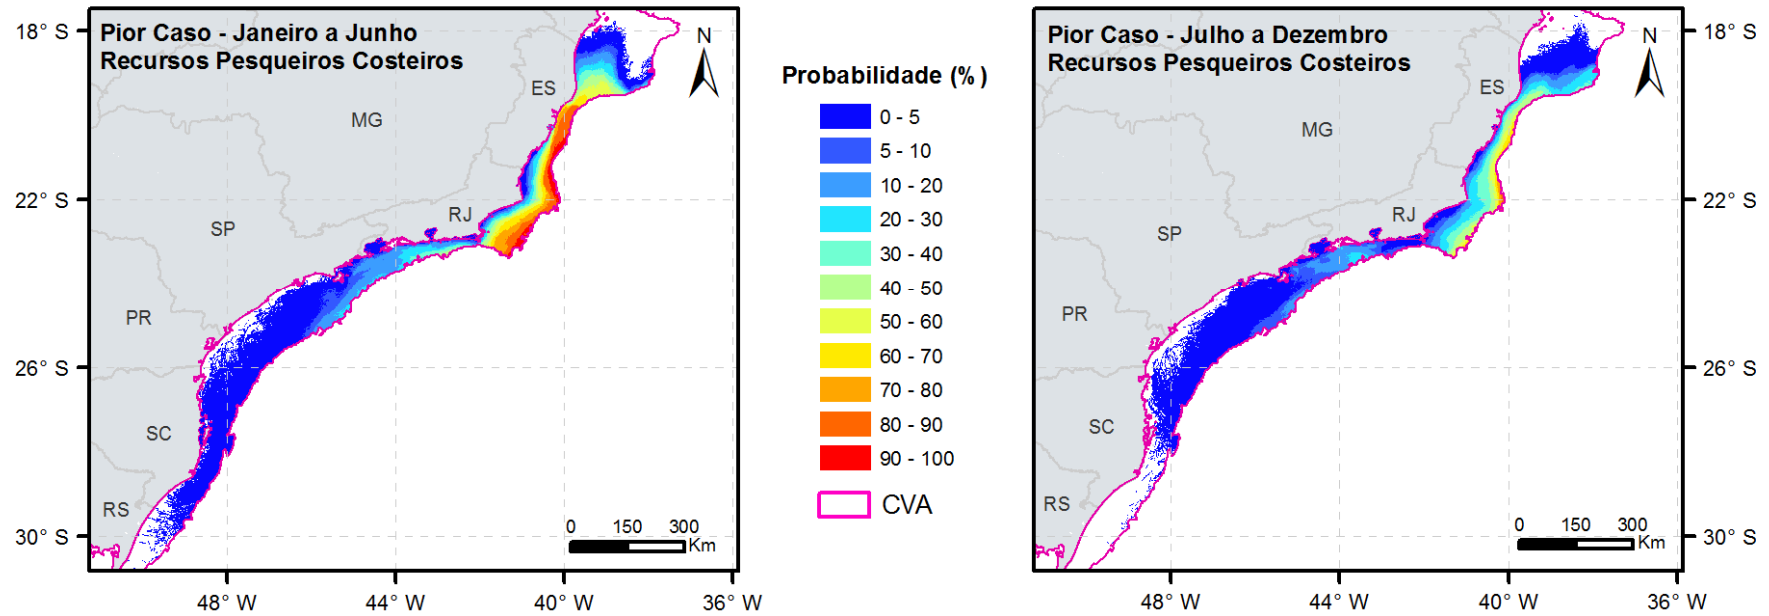 Pior Caso - Janeiro a Junho
Recursos Pesqueiros Costeiros
N
18° S
22° S
26° S
30° S
48° W
44° W
40° W
36° W
ES
MG
RJ
SP
PR
SC
RS
0 150 300
Km
Probabilidade (%)
0 - 5
5 - 10
10 - 20
20 - 30
30 - 40
40 - 50
50 - 60
60 - 70
70 - 80
80 - 90
90 - 100
CVA
Pior Caso - Julho a Dezembro
Recursos Pesqueiros Costeiros
N
ES
MG
RJ
SP
PR
SC
RS
0 150 300
Km
18° S
22° S
26° S
30° S
48° W
44° W
40° W
36° W